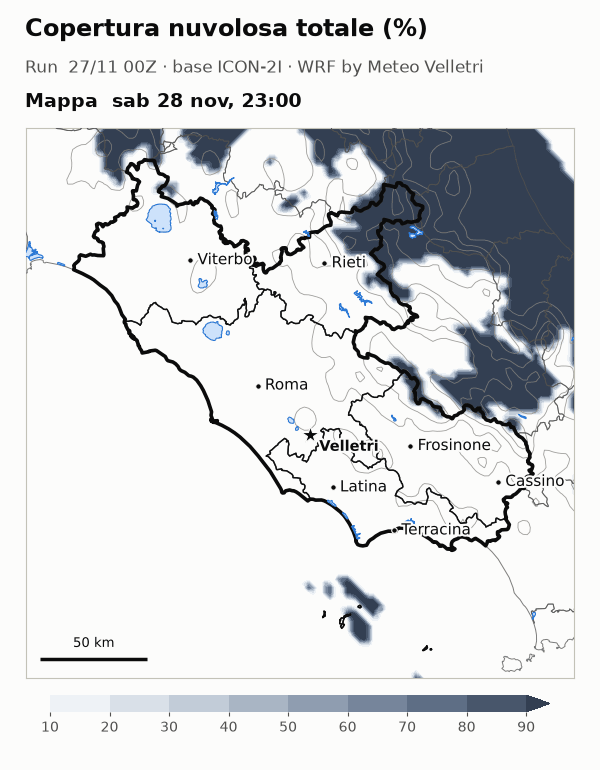 Copertura nuvolosa totale (%)
Run  27/11 00Z · base ICON-2I · WRF by Meteo Velletri
Mappa  sab 28 nov, 23:00
Viterbo
Rieti
Roma
Velletri
Frosinone
Latina
Cassino
Terracina
50 km
10 20 30 40 50 60 70 80 90